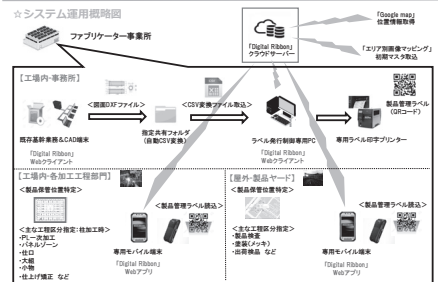 ☆システム運用概略図
ファブリケーター事業所
「Digital Ribbon」
クラウドサーバー
「Google map」
位置情報取得
「エリア別画像マッピング」
初期マスタ取込
【工場内・事務所】
<図面DXFファイル>
<CSV変換ファイル取込>
製品管理ラベル
(QRコード)
既存基幹業務&CAD端末
指定共有フォルダ
(自動CSV変換)
ラベル発行制御専用PC
専用ラベル印字プリンター
「Digital Ribbon」
Webクライアント
「Digital Ribbon」
Webクライアント
【工場内・各加工工程部門】
<製品保管位置特定>
<製品管理ラベル読込>
<主な工程区分指定:柱加工時>
・PL一次加工
・パネルゾーン
・仕口
・大組
・小物
・仕上げ矯正 など
専用モバイル端末
「Digital Ribbon」
Webアプリ
【屋外・製品ヤード】
<製品保管位置特定>
<製品管理ラベル読込>
<主な工程区分指定>
・製品検査
・塗装(メッキ)
・出荷検品 など
専用モバイル端末
「Digital Ribbon」
Webアプリ